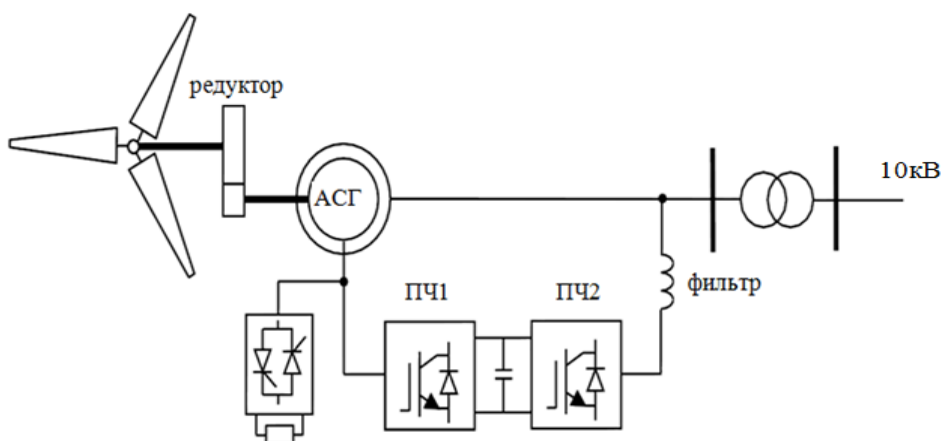 редуктор
АСГ
10кВ
ПЧ1
ПЧ2
фильтр